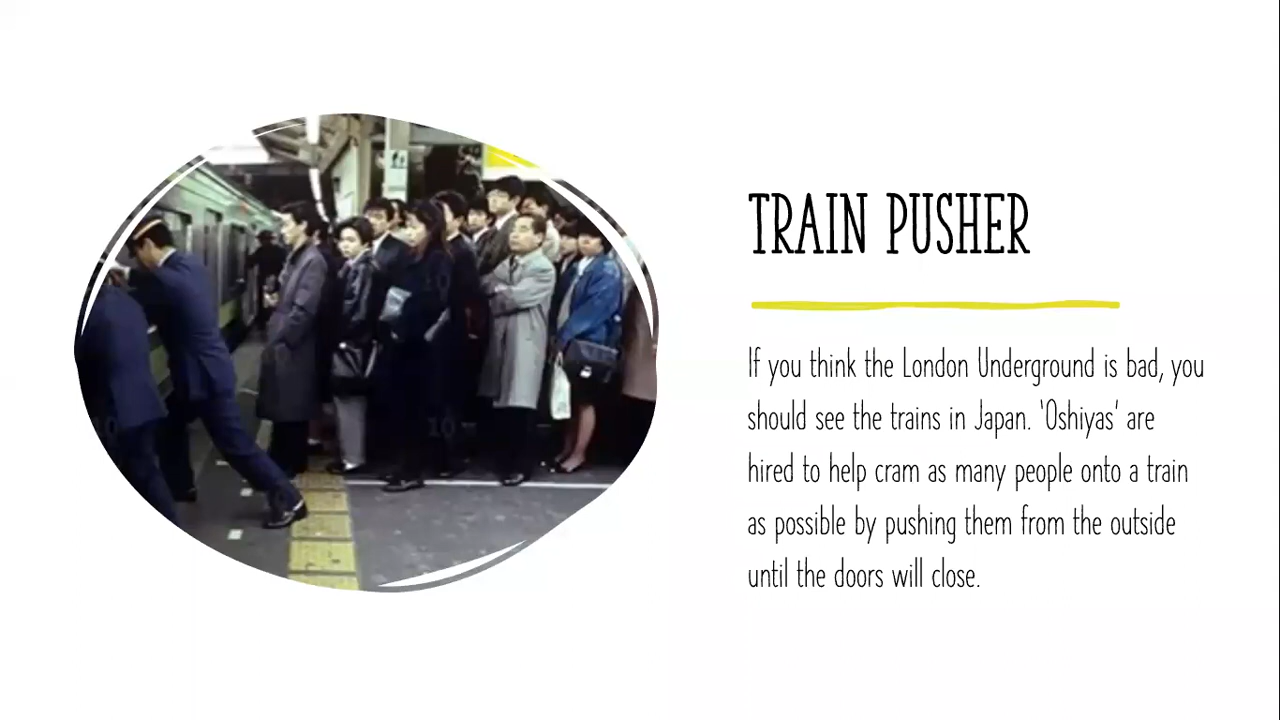 TRAIN PUSHER
If you think the London Underground is bad, you
should see the trains in Japan. ‘Oshiyas’ are
hired to help cram as many people onto a train
as possible by pushing them from the outside
until the doors will close.